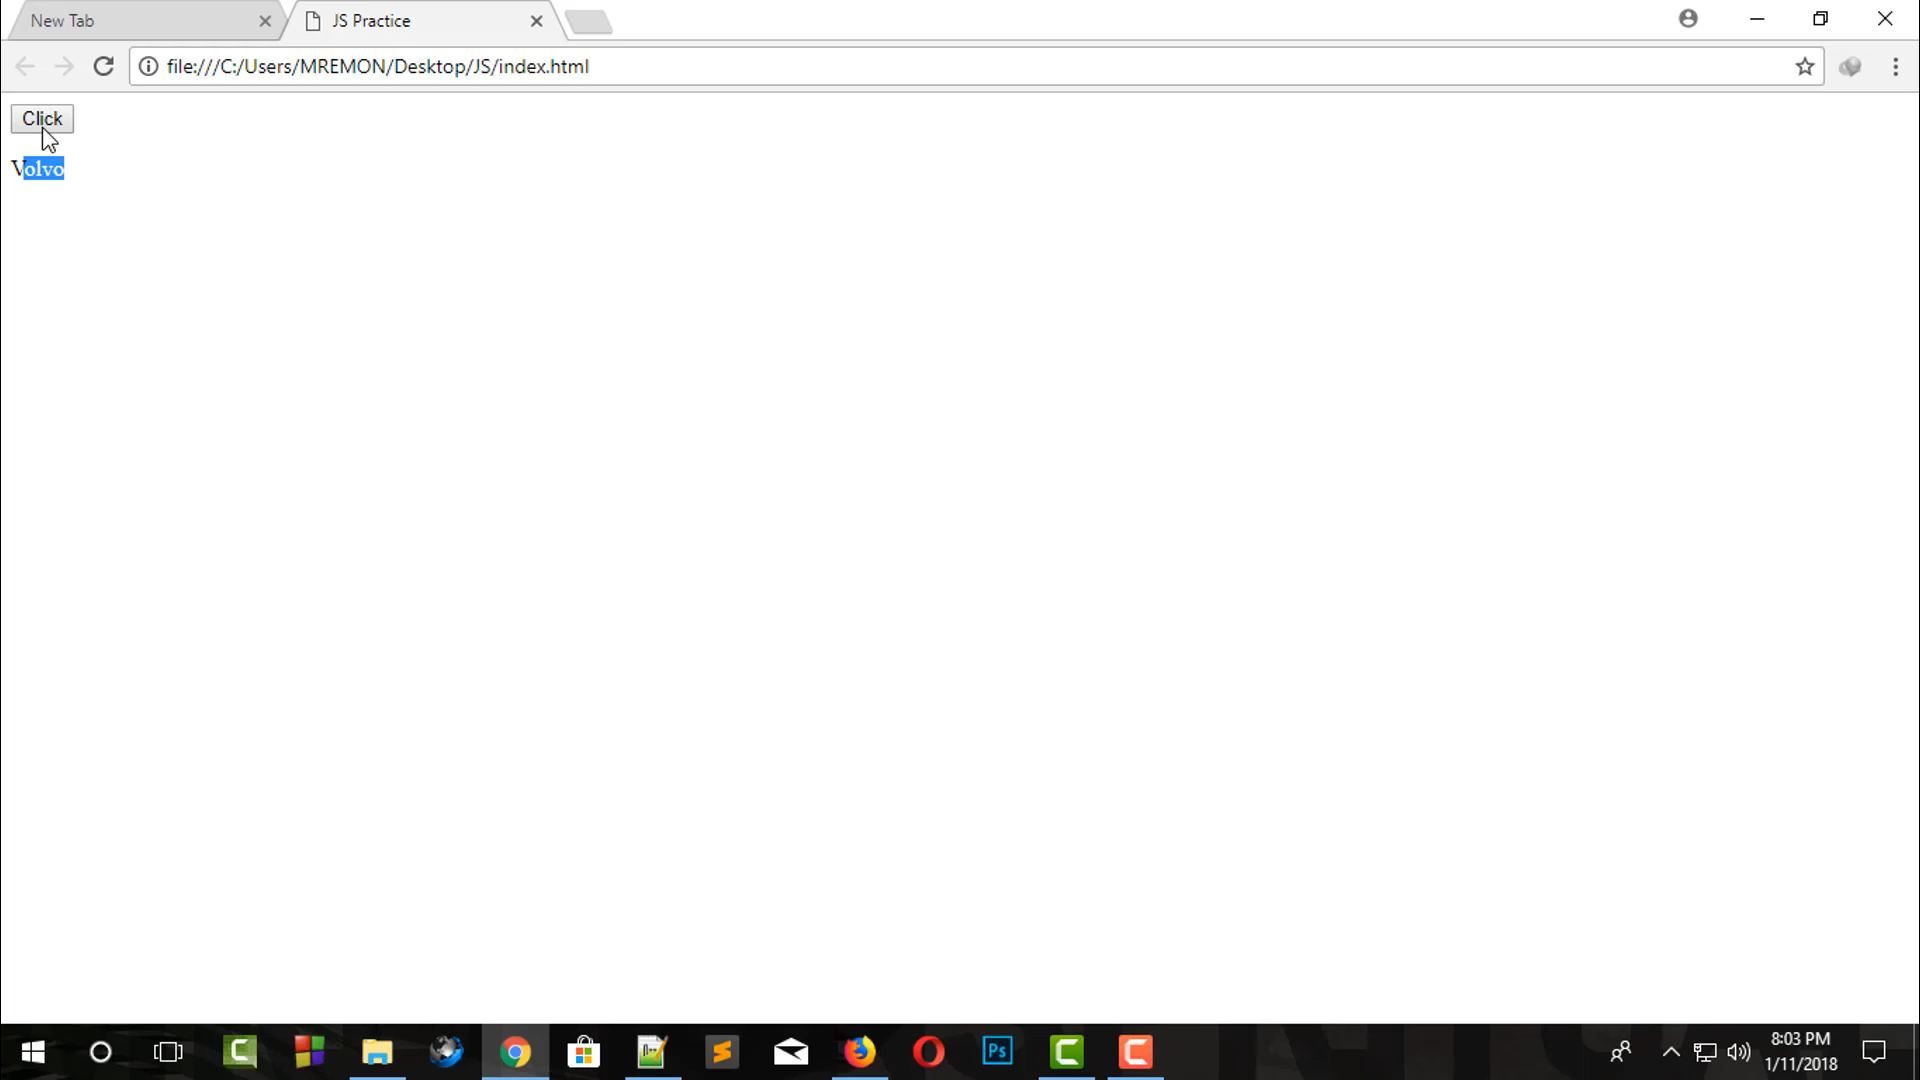 New Tab
JS Practice
file:///C:/Users/MREMON/Desktop/JS/index.html
Click
Volvo
Ps
8:03 PM
1/11/2018